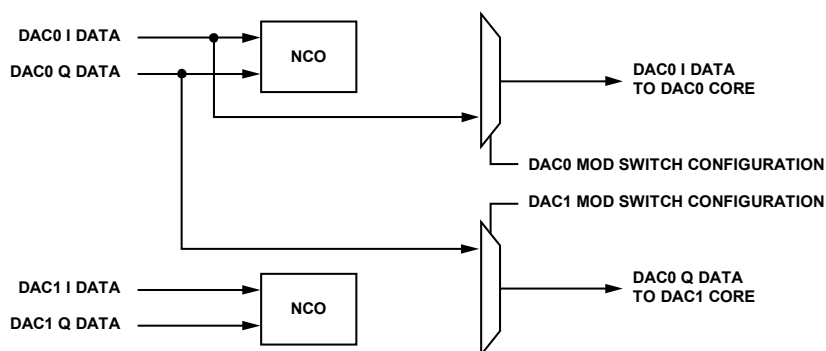 DAC0 I DATA
NCO
DAC0 Q DATA
DAC0 I DATA
TO DAC0 CORE
DAC0 MOD SWITCH CONFIGURATION
DAC1 MOD SWITCH CONFIGURATION
DAC1 I DATA
NCO
DAC1 Q DATA
DAC0 Q DATA
TO DAC1 CORE